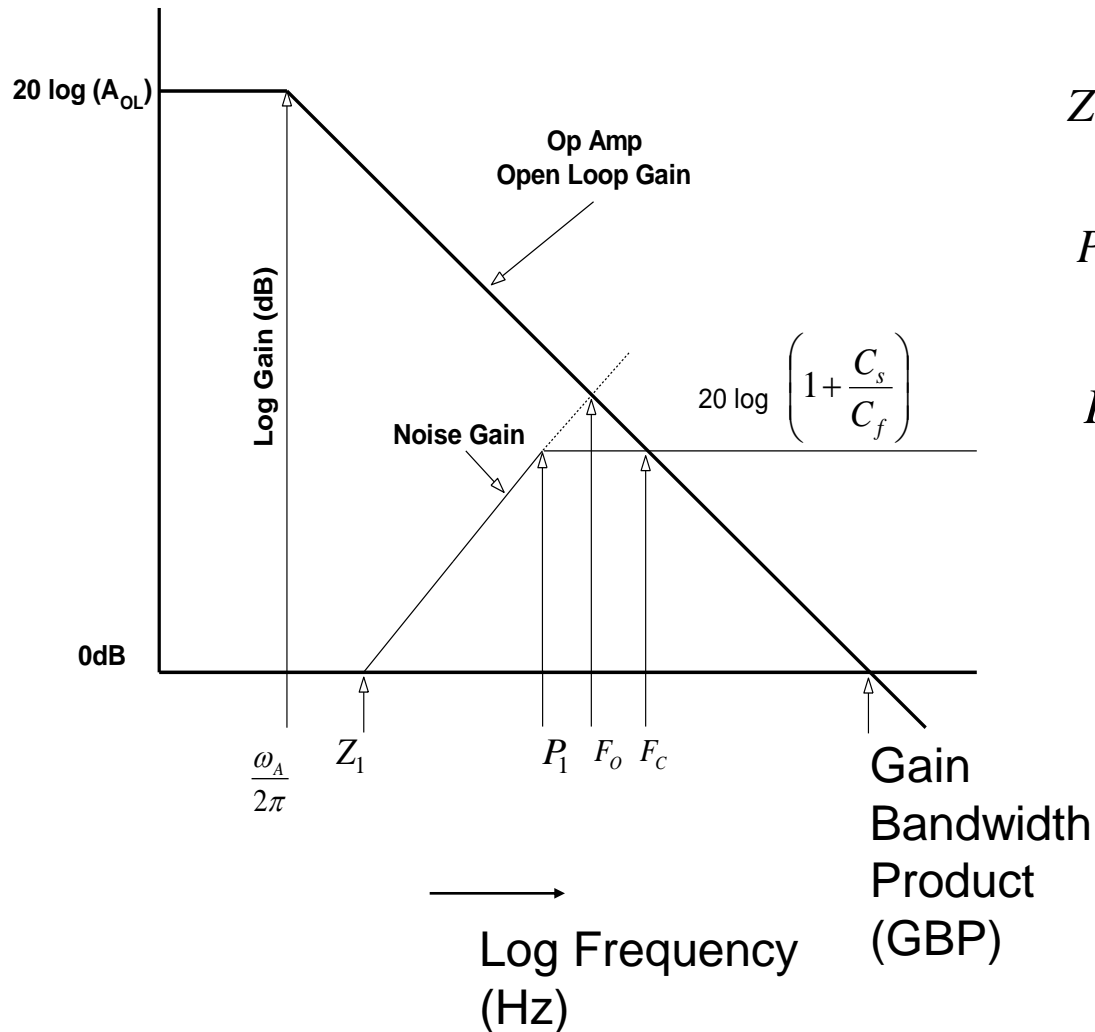 20 log (A_OL)
Z
Op Amp
Open Loop Gain
P
Log Gain (dB)
20 log (1 + C_s / C_f)
Noise Gain
0dB
ω_A / 2π
Z_1
P_1
F_O
F_C
Gain
Bandwidth
Product
(GBP)
Log Frequency
(Hz)